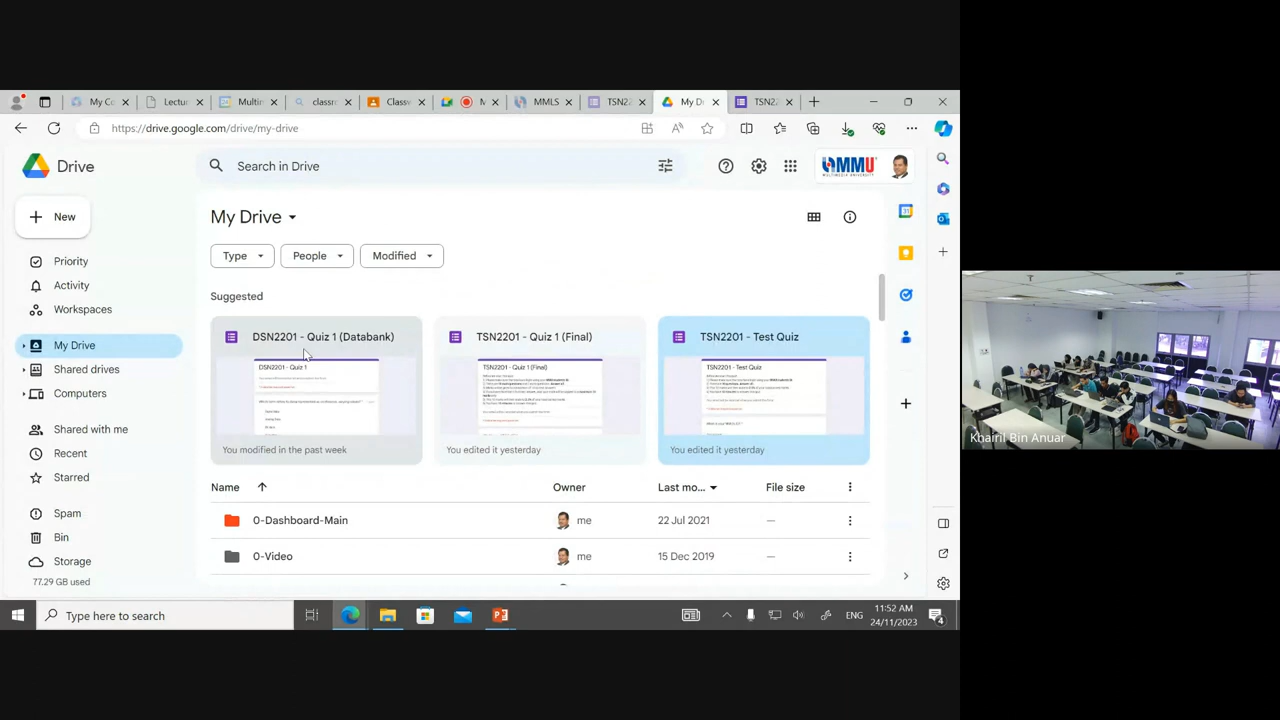 My Co
Lectur
Multin
classr
Classw
M
MMLS
TSN2
My Dr
TSN2
https://drive.google.com/drive/my-drive
Drive
Search in Drive
MMU
MULTIMEDIA UNIVERSITY
New
My Drive
Type
People
Modified
Priority
Activity
Workspaces
My Drive
Shared drives
Computers
Shared with me
Recent
Starred
Spam
Bin
Storage
77.29 GB used
Suggested
DSN2201 - Quiz 1 (Databank)
DSN2201 - Quiz 1
You modified in the past week
TSN2201 - Quiz 1 (Final)
TSN2201 - Quiz 1 (Final)
You edited it yesterday
TSN2201 - Test Quiz
TSN2201 - Test Quiz
You edited it yesterday
Name
Owner
Last mo...
File size
0-Dashboard-Main
me
22 Jul 2021
—
0-Video
me
15 Dec 2019
—
Type here to search
ENG
11:52 AM
24/11/2023
4
Khairil Bin Anuar